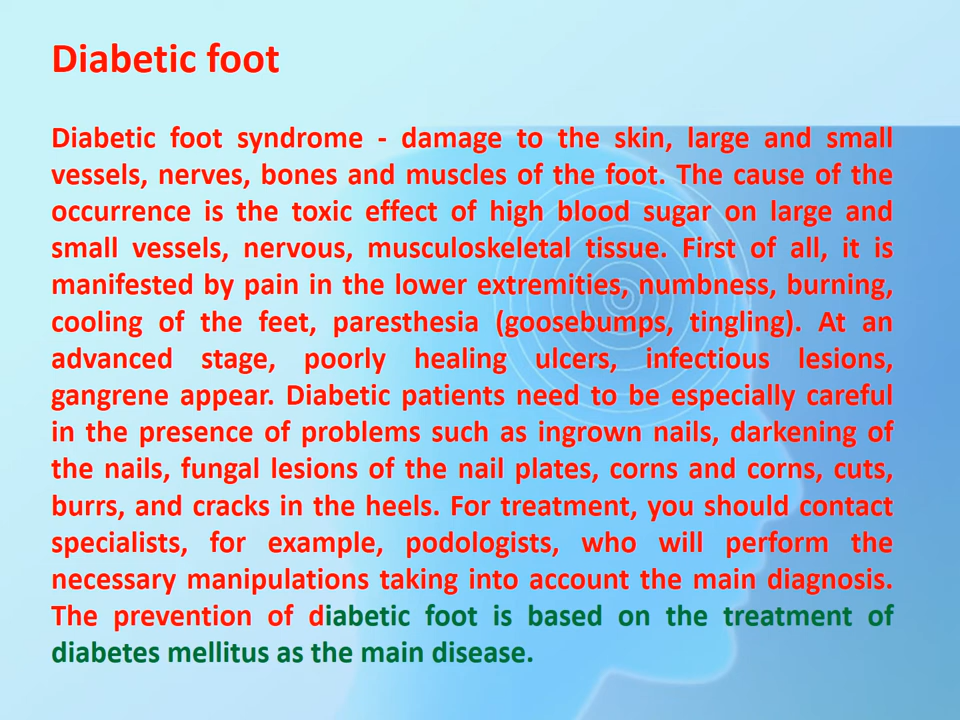 Diabetic foot
Diabetic foot syndrome - damage to the skin, large and small
vessels, nerves, bones and muscles of the foot. The cause of the
occurrence is the toxic effect of high blood sugar on large and
small vessels, nervous, musculoskeletal tissue. First of all, it is
manifested by pain in the lower extremities, numbness, burning,
cooling of the feet, paresthesia (goosebumps, tingling). At an
advanced stage, poorly healing ulcers, infectious lesions,
gangrene appear. Diabetic patients need to be especially careful
in the presence of problems such as ingrown nails, darkening of
the nails, fungal lesions of the nail plates, corns and corns, cuts,
burrs, and cracks in the heels. For treatment, you should contact
specialists, for example, podologists, who will perform the
necessary manipulations taking into account the main diagnosis.
The prevention of diabetic foot is based on the treatment of
diabetes mellitus as the main disease.